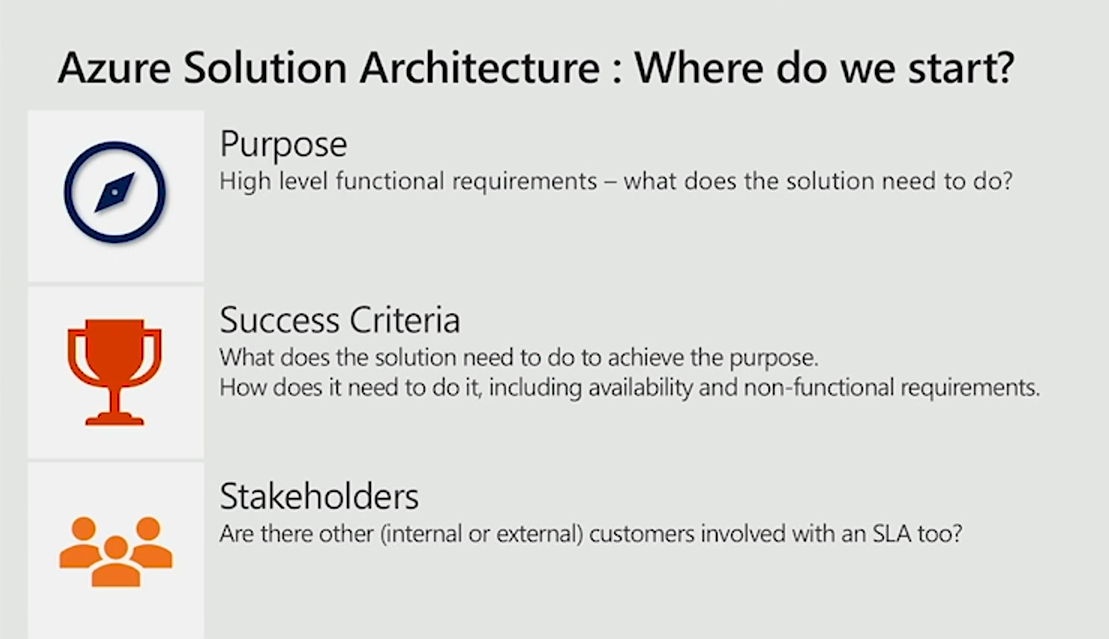 Azure Solution Architecture : Where do we start?
Purpose
High level functional requirements – what does the solution need to do?
Success Criteria
What does the solution need to do to achieve the purpose.
How does it need to do it, including availability and non-functional requirements.
Stakeholders
Are there other (internal or external) customers involved with an SLA too?